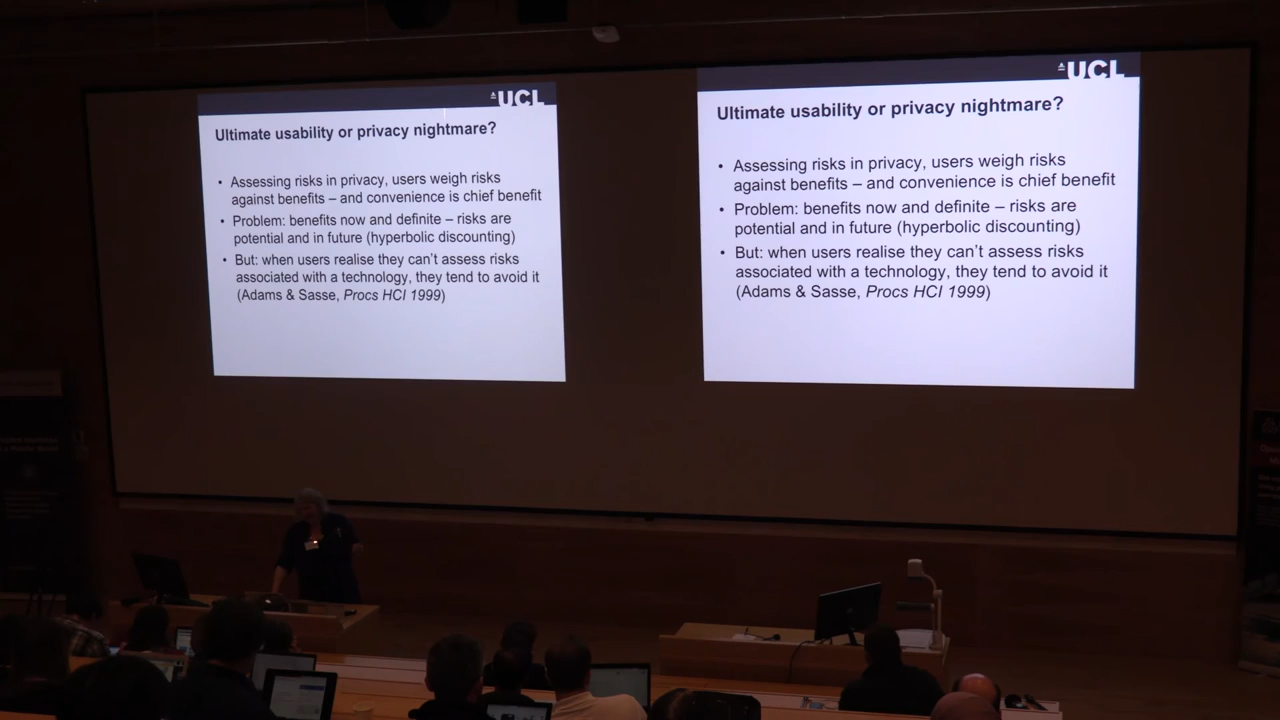 UCL
Ultimate usability or privacy nightmare?
• Assessing risks in privacy, users weigh risks
against benefits – and convenience is chief benefit
• Problem: benefits now and definite – risks are
potential and in future (hyperbolic discounting)
• But: when users realise they can't assess risks
associated with a technology, they tend to avoid it
(Adams & Sasse, Procs HCI 1999)
UCL
Ultimate usability or privacy nightmare?
• Assessing risks in privacy, users weigh risks
against benefits – and convenience is chief benefit
• Problem: benefits now and definite – risks are
potential and in future (hyperbolic discounting)
• But: when users realise they can't assess risks
associated with a technology, they tend to avoid it
(Adams & Sasse, Procs HCI 1999)